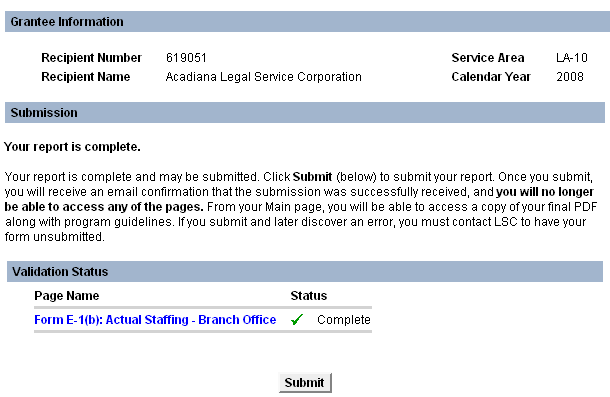 Grantee Information
Recipient Number 619051 Service Area LA-10
Recipient Name Acadiana Legal Service Corporation Calendar Year 2008
Submission
Your report is complete.
Your report is complete and may be submitted. Click Submit (below) to submit your report. Once you submit,
you will receive an email confirmation that the submission was successfully received, and you will no longer
be able to access any of the pages. From your Main page, you will be able to access a copy of your final PDF
along with program guidelines. If you submit and later discover an error, you must contact LSC to have your
form unsubmitted.
Validation Status
Page Name Status
Form E-1(b): Actual Staffing - Branch Office Complete
Submit